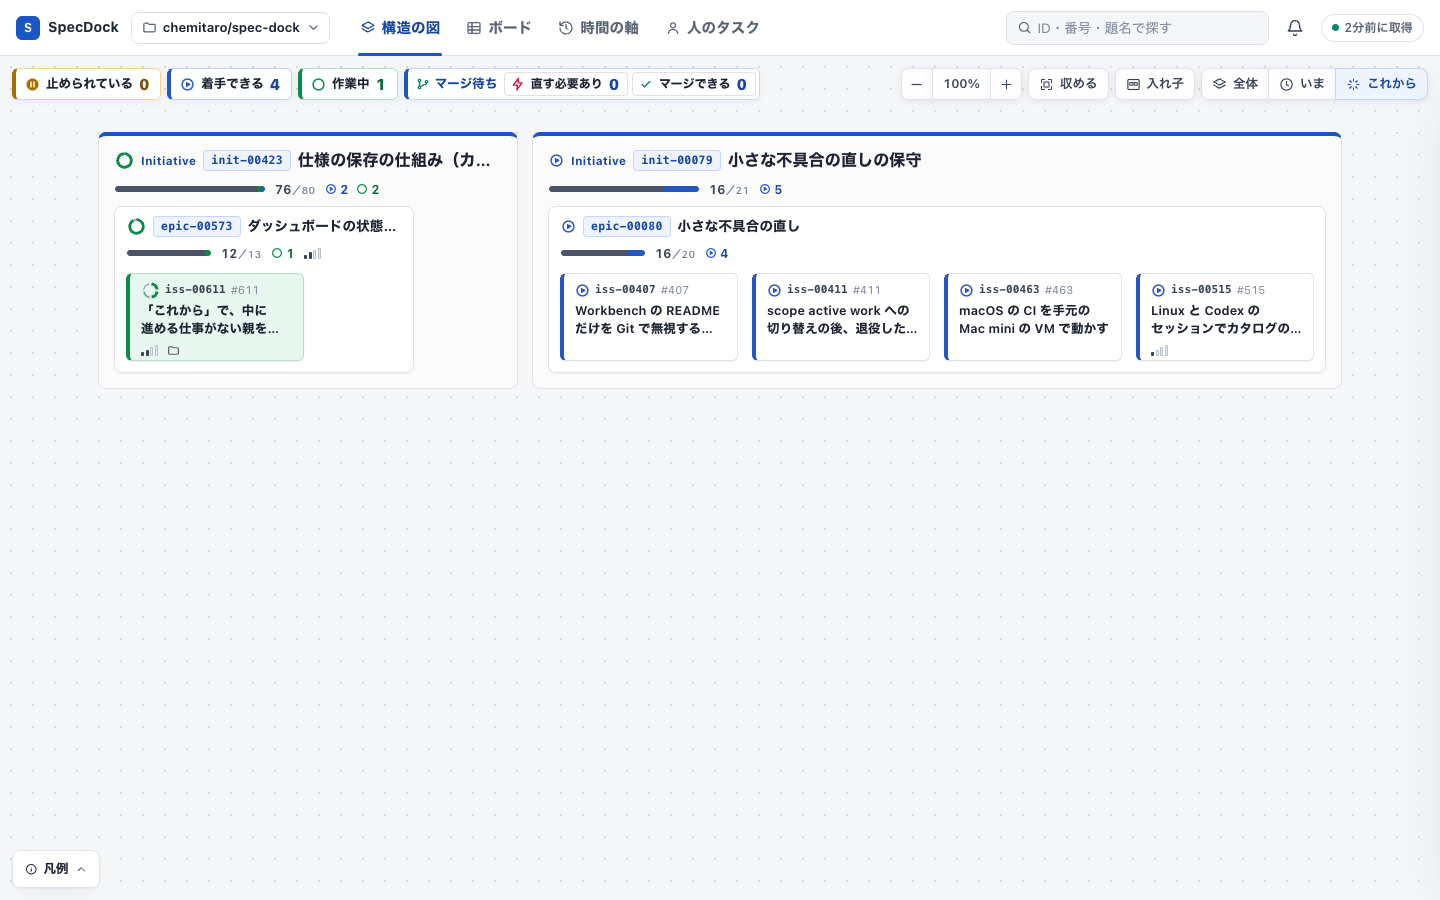 S SpecDock chemitaro/spec-dock 構造の図 ボード 時間の軸 人のタスク ID・番号・題名で探す 2分前に取得
止められている 0 着手できる 4 作業中 1 マージ待ち 直す必要あり 0 マージできる 0 100% 収める 入れ子 全体 いま これから
Initiative init-00423 仕様の保存の仕組み（カ...
76/80 2 2
epic-00573 ダッシュボードの状態...
12/13 1
iss-00611 #611
「これから」で、中に
進める仕事がない親を...
Initiative init-00079 小さな不具合の直しの保守
16/21 5
epic-00080 小さな不具合の直し
16/20 4
iss-00407 #407
Workbench の README
だけを Git で無視する...
iss-00411 #411
scope active work への
切り替えの後、退役した...
iss-00463 #463
macOS の CI を手元の
Mac mini の VM で動かす
iss-00515 #515
Linux と Codex の
セッションでカタログの...
凡例